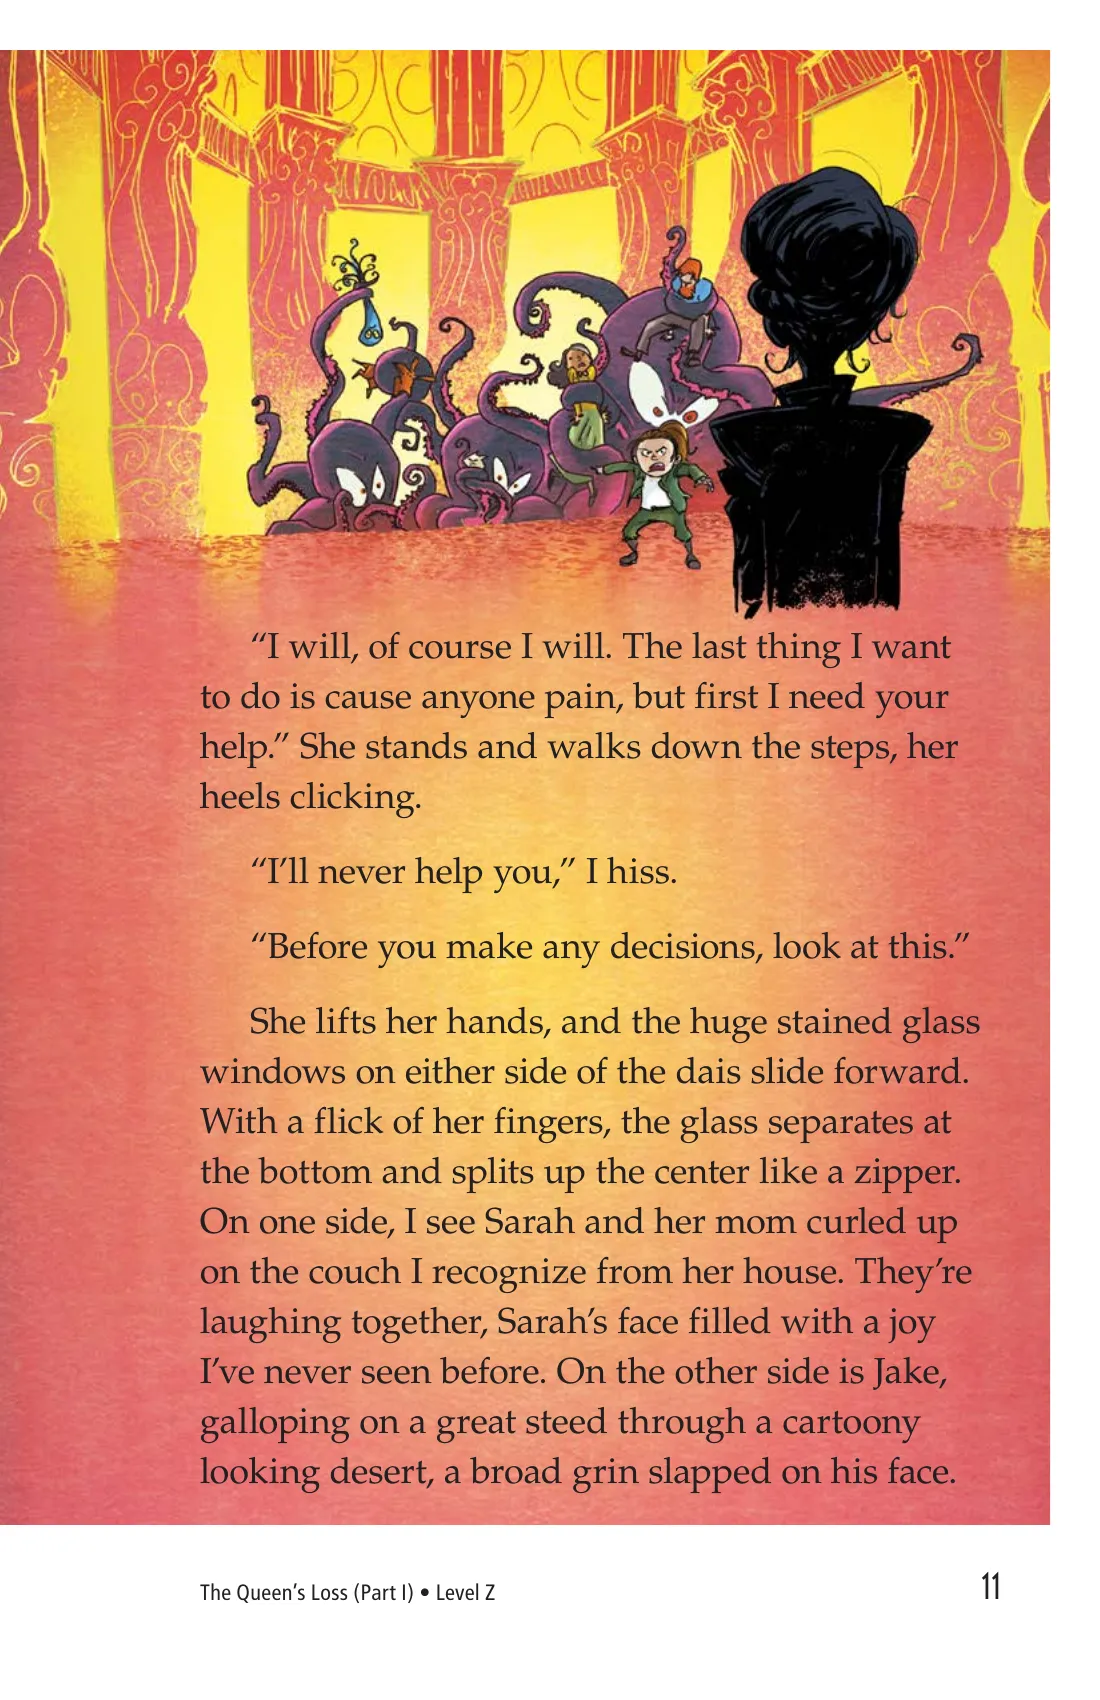 “I will, of course I will. The last thing I want
to do is cause anyone pain, but first I need your
help.” She stands and walks down the steps, her
heels clicking.
“I’ll never help you,” I hiss.
“Before you make any decisions, look at this.”
She lifts her hands, and the huge stained glass
windows on either side of the dais slide forward.
With a flick of her fingers, the glass separates at
the bottom and splits up the center like a zipper.
On one side, I see Sarah and her mom curled up
on the couch I recognize from her house. They’re
laughing together, Sarah’s face filled with a joy
I’ve never seen before. On the other side is Jake,
galloping on a great steed through a cartoony
looking desert, a broad grin slapped on his face.
The Queen’s Loss (Part I) • Level Z
11